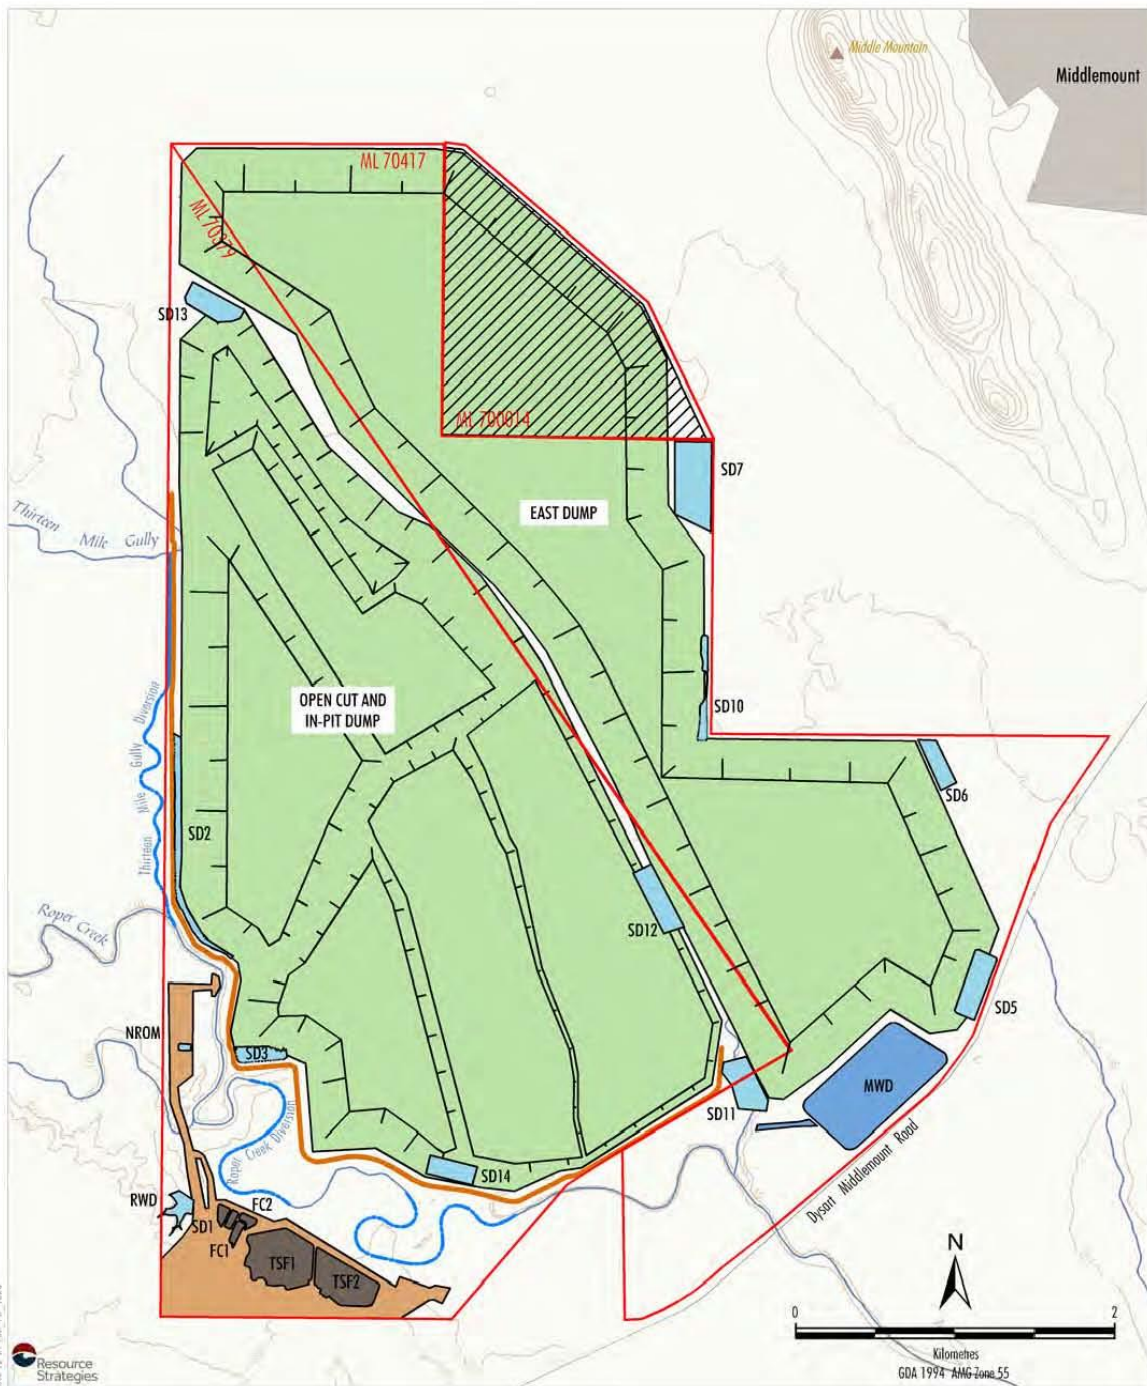 Middle Mountain
Middlemount
ML 70417
ML 70379
SD13
ML 700014
SD7
EAST DUMP
Thirteen
Mile Gully
Thirteen Mile Gully Diversion
OPEN CUT AND
IN-PIT DUMP
SD10
SD6
SD2
Roper Creek
SD12
SD5
NROM
SD3
MWD
SD11
Roper Creek Diversion
SD14
Dysart Middlemount Road
RWD
SD1
FC2
FC1
TSF1
TSF2
N
0
2
Kilometres
GDA 1994 AMG Zone 55
Resource
Strategies